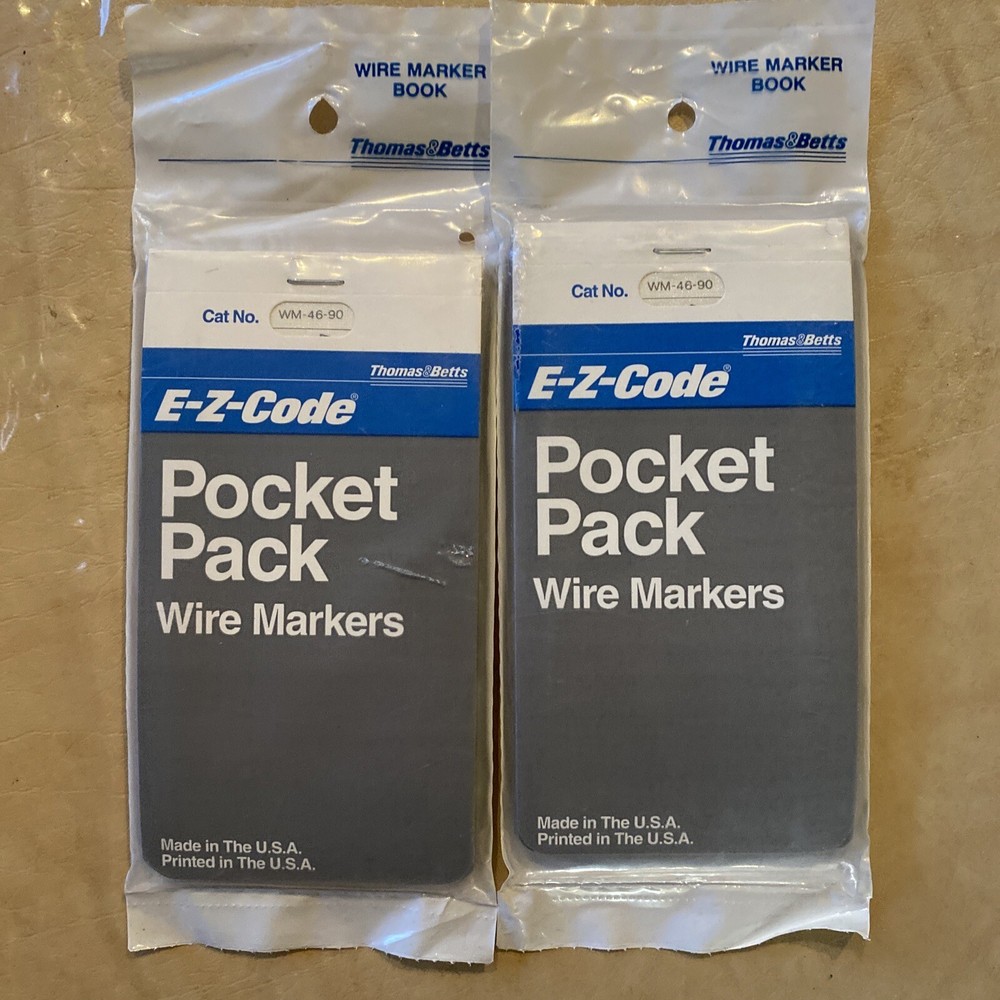 WIRE MARKER
BOOK
Thomas&Betts
Cat No. WM-46-90
Thomas&Betts
E-Z-Code®
Pocket
Pack
Wire Markers
Made in The U.S.A.
Printed in The U.S.A.
WIRE MARKER
BOOK
Thomas&Betts
Cat No. WM-46-90
Thomas&Betts
E-Z-Code®
Pocket
Pack
Wire Markers
Made in The U.S.A.
Printed in The U.S.A.